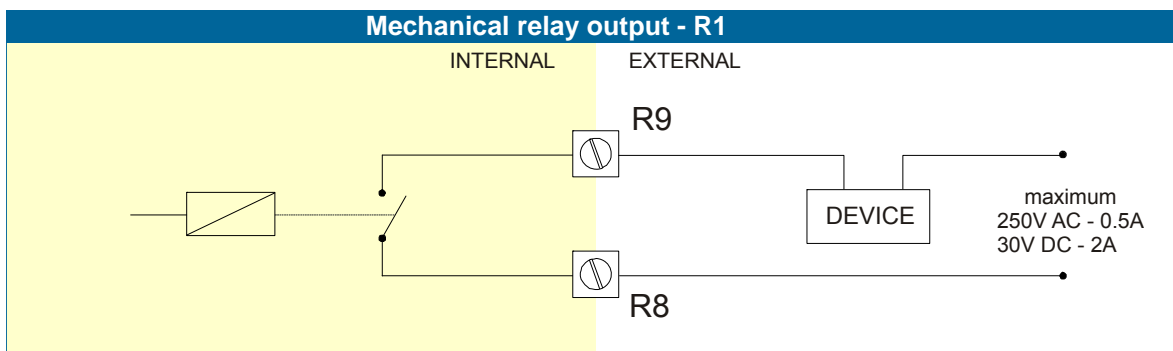 Mechanical relay output - R1
INTERNAL
EXTERNAL
R9
DEVICE
maximum
250V AC - 0.5A
30V DC - 2A
R8